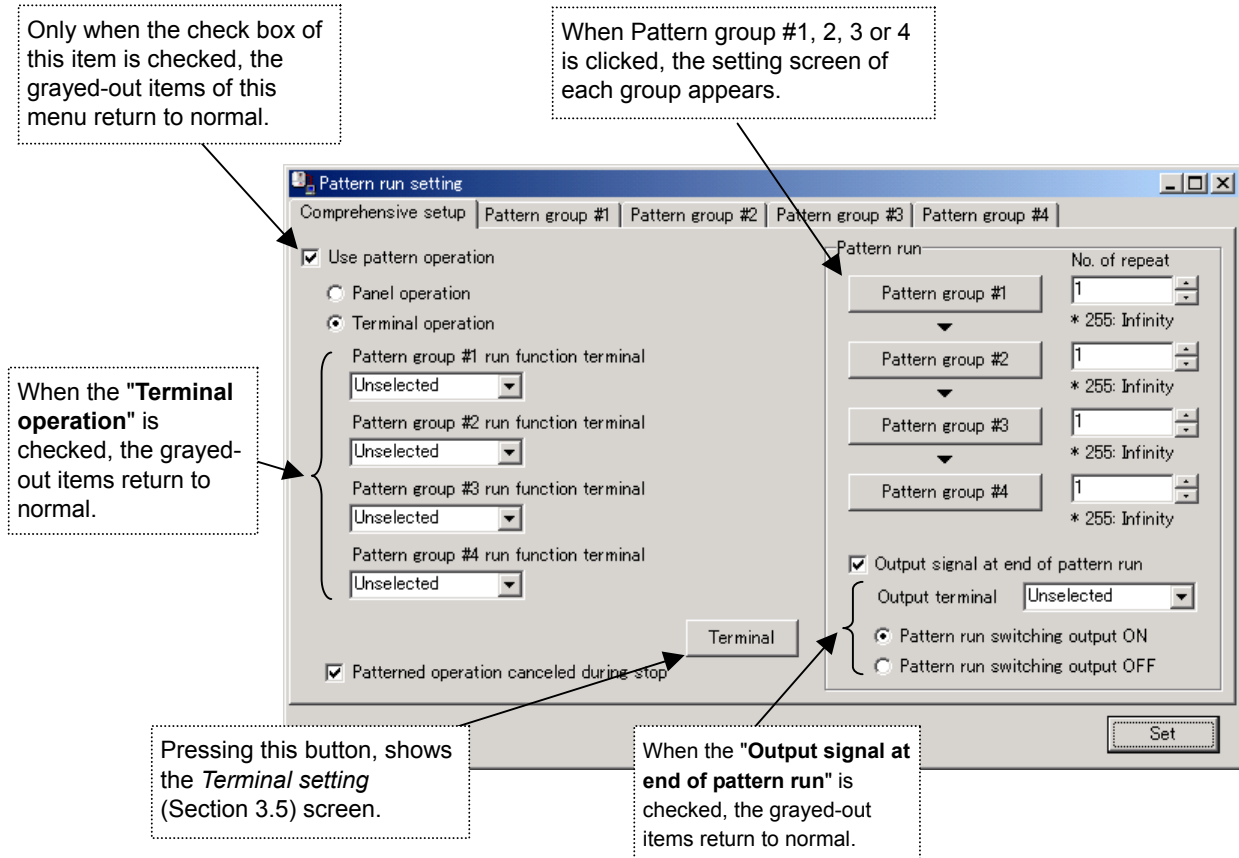 Only when the check box of
this item is checked, the
grayed-out items of this
menu return to normal.
When Pattern group #1, 2, 3 or 4
is clicked, the setting screen of
each group appears.
Pattern run setting
Comprehensive setup Pattern group #1 Pattern group #2 Pattern group #3 Pattern group #4
Use pattern operation
Panel operation
Terminal operation
Pattern group #1 run function terminal
Unselected
Pattern group #2 run function terminal
Unselected
Pattern group #3 run function terminal
Unselected
Pattern group #4 run function terminal
Unselected
Terminal
Patterned operation canceled during stop
Pattern run
No. of repeat
Pattern group #1 1
* 255: Infinity
Pattern group #2 1
* 255: Infinity
Pattern group #3 1
* 255: Infinity
Pattern group #4 1
* 255: Infinity
Output signal at end of pattern run
Output terminal Unselected
Pattern run switching output ON
Pattern run switching output OFF
Set
When the "Terminal
operation" is
checked, the grayed-
out items return to
normal.
Pressing this button, shows
the Terminal setting
(Section 3.5) screen.
When the "Output signal at
end of pattern run" is
checked, the grayed-out
items return to normal.